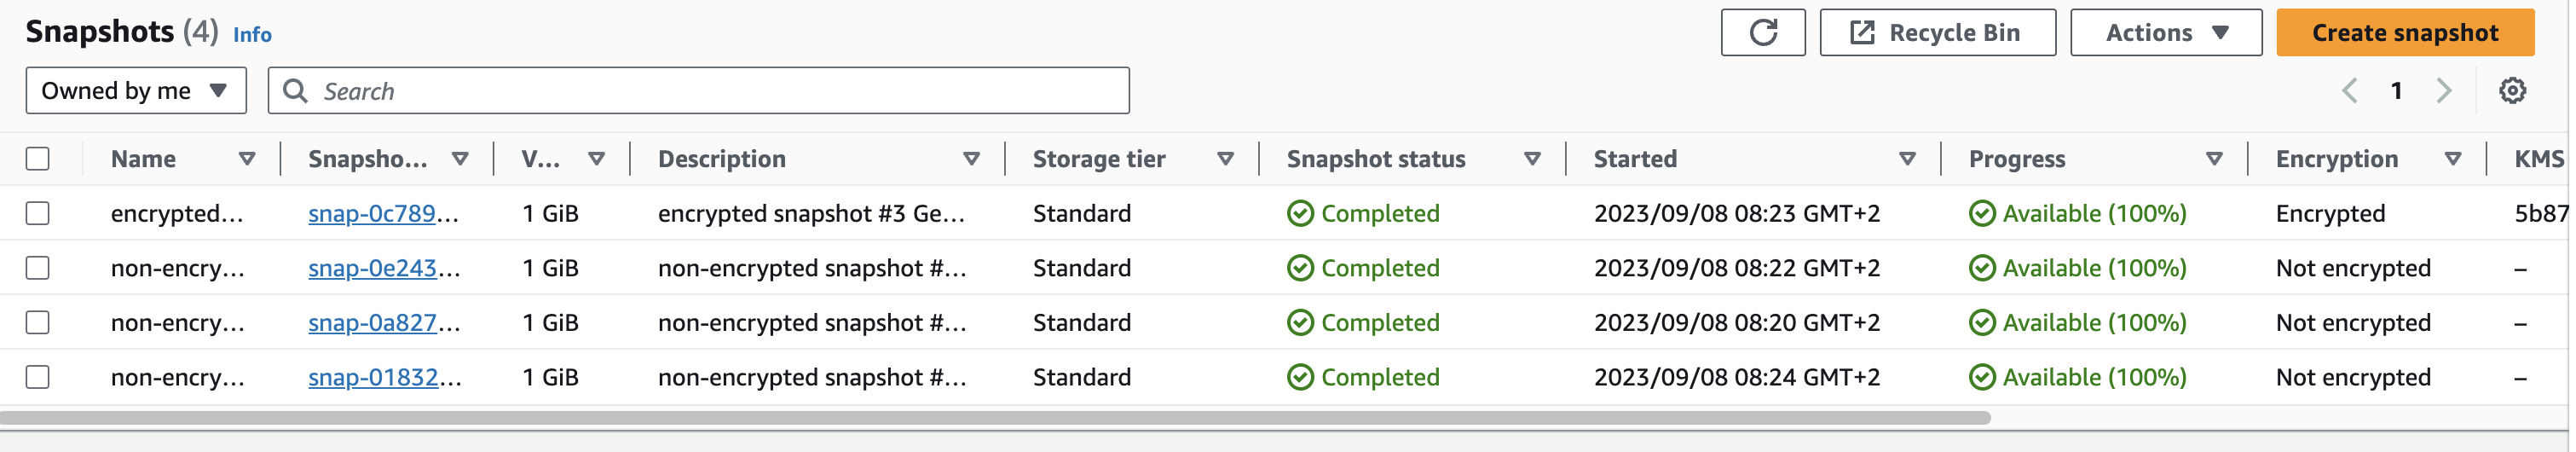 Snapshots (4) Info Recycle Bin Actions Create snapshot
Owned by me Search 1
Name Snapsho... V... Description Storage tier Snapshot status Started Progress Encryption KMS
encrypted... snap-0c789... 1 GiB encrypted snapshot #3 Ge... Standard Completed 2023/09/08 08:23 GMT+2 Available (100%) Encrypted 5b87
non-encry... snap-0e243... 1 GiB non-encrypted snapshot #... Standard Completed 2023/09/08 08:22 GMT+2 Available (100%) Not encrypted –
non-encry... snap-0a827... 1 GiB non-encrypted snapshot #... Standard Completed 2023/09/08 08:20 GMT+2 Available (100%) Not encrypted –
non-encry... snap-01832... 1 GiB non-encrypted snapshot #... Standard Completed 2023/09/08 08:24 GMT+2 Available (100%) Not encrypted –